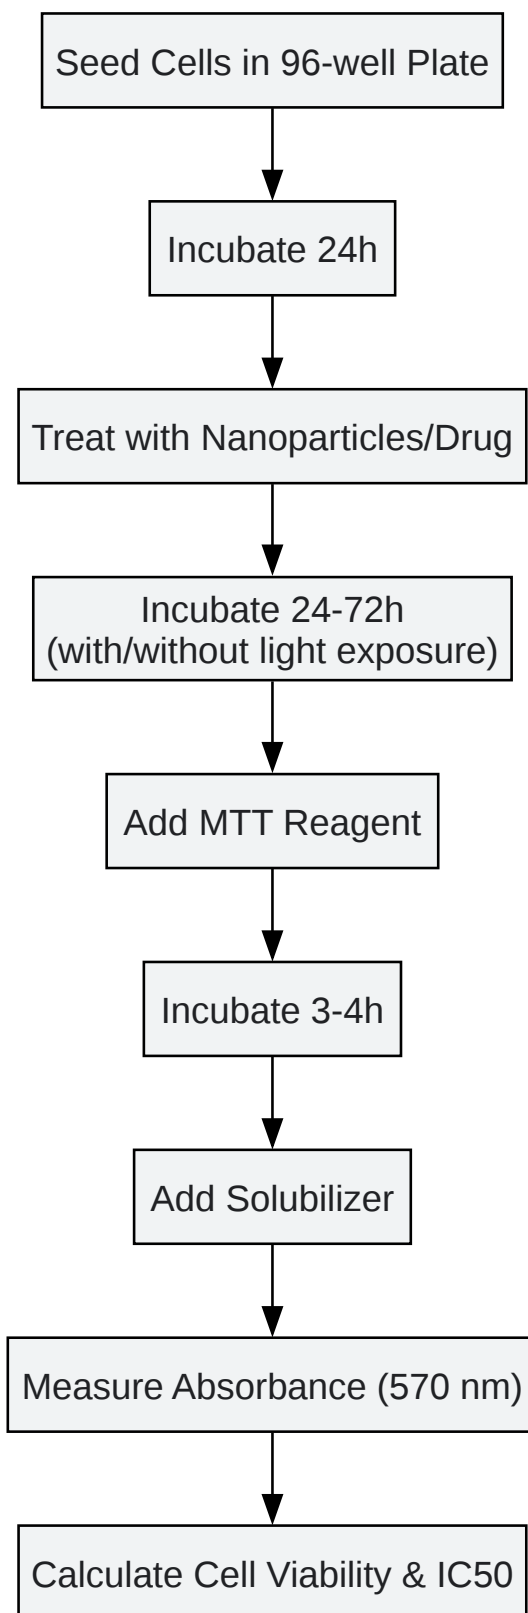 Seed Cells in 96-well Plate
Incubate 24h
Treat with Nanoparticles/Drug
Incubate 24-72h
(with/without light exposure)
Add MTT Reagent
Incubate 3-4h
Add Solubilizer
Measure Absorbance (570 nm)
Calculate Cell Viability & IC50